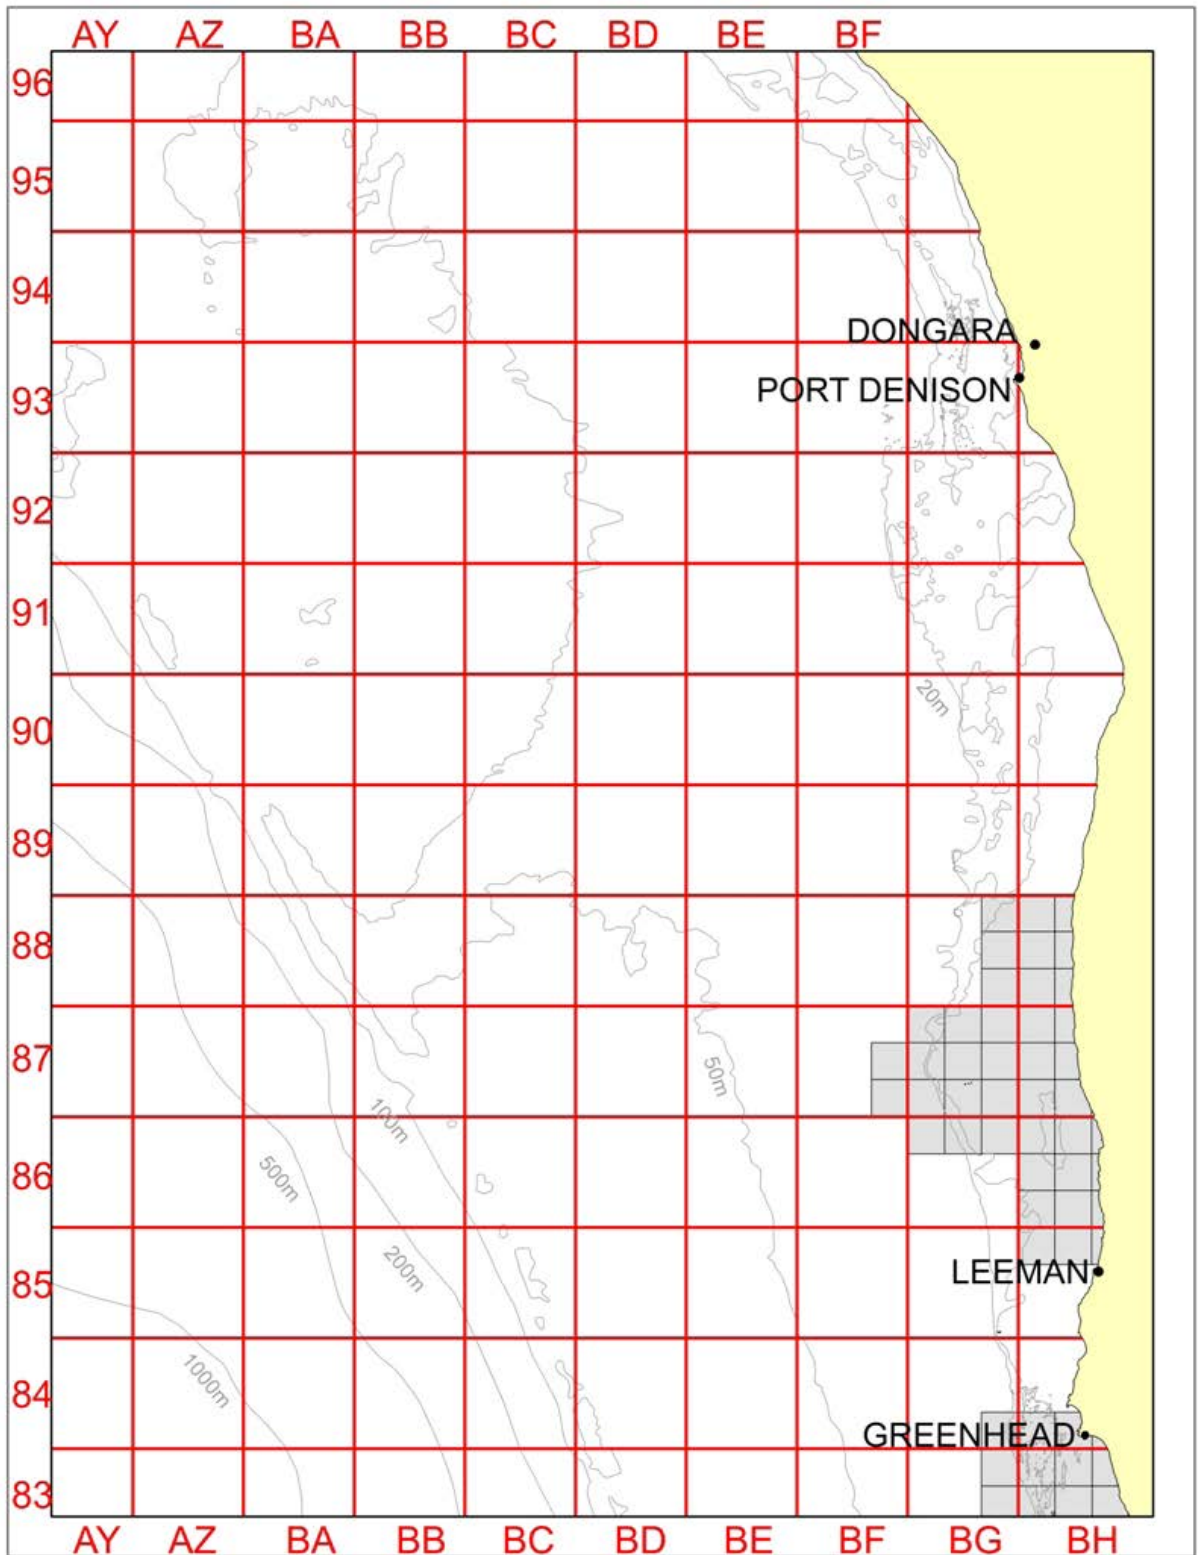 AY AZ BA BB BC BD BE BF
96
95
94
DONGARA
PORT DENISON
93
92
91
20m
90
89
88
87
50m
100m
86
500m
200m
LEEMAN
85
1000m
84
GREENHEAD
83
AY AZ BA BB BC BD BE BF BG BH